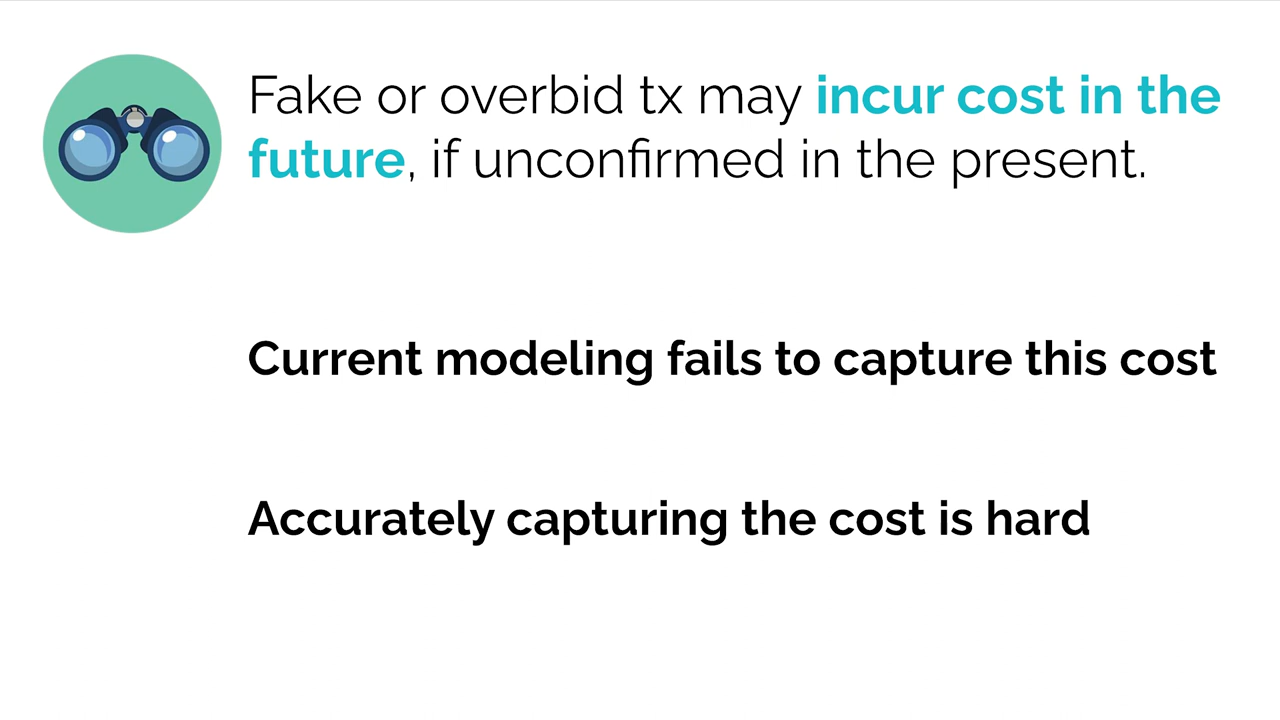 Fake or overbid tx may incur cost in the
future, if unconfirmed in the present.
Current modeling fails to capture this cost
Accurately capturing the cost is hard